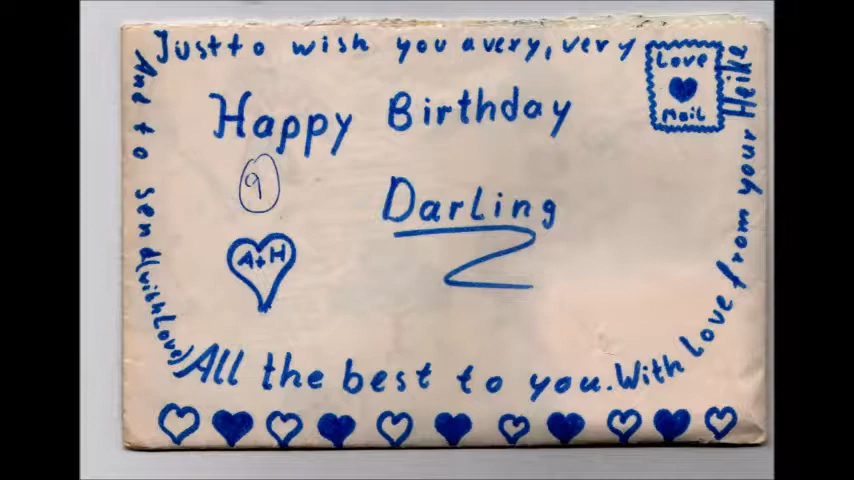 Just to wish you a very, very
Happy Birthday
Darling
Love
Mail
9
A+H
And to send (wish Love)
All the best to you. With Love from your Heike